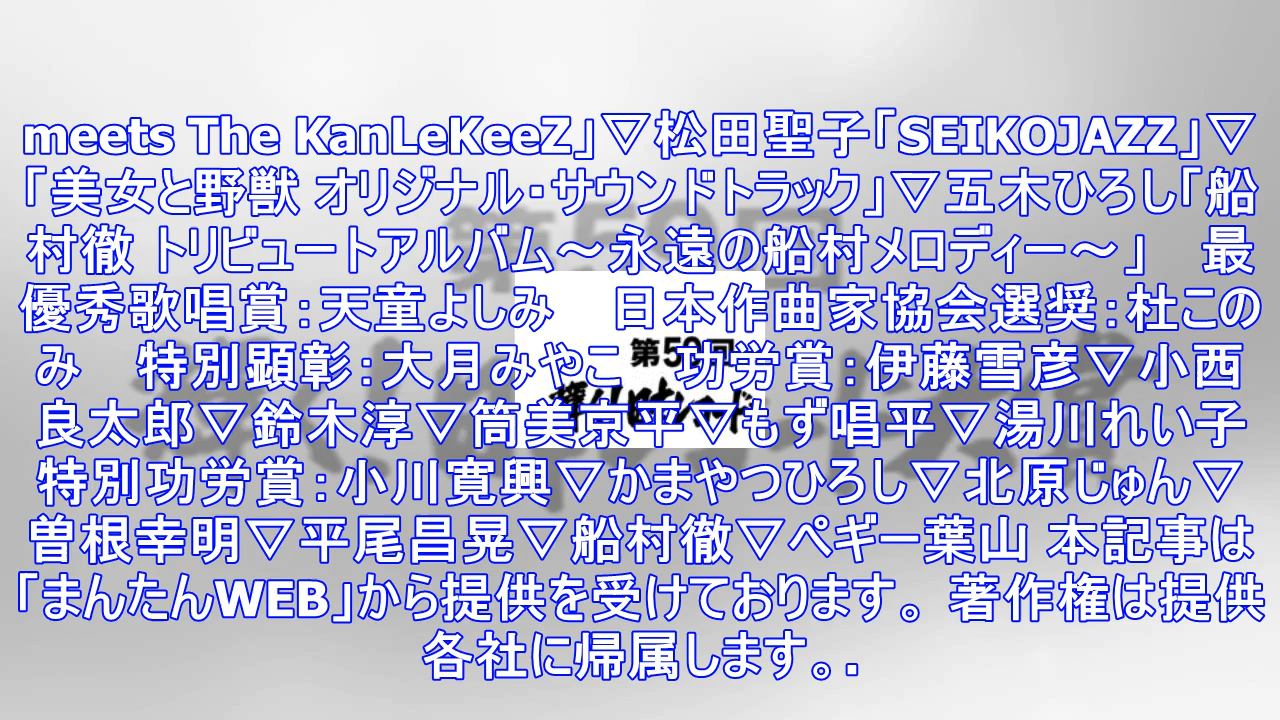 meets The KanLeKeeZ」▽松田聖子「SEIKOJAZZ」▽
「美女と野獣 オリジナル・サウンドトラック」▽五木ひろし「船
村徹 トリビュートアルバム～永遠の船村メロディー～」　最
優秀歌唱賞：天童よしみ　日本作曲家協会選奨：杜この
み　特別顕彰：大月みやこ　功労賞：伊藤雪彦▽小西
良太郎▽鈴木淳▽筒美京平▽もず唱平▽湯川れい子
特別功労賞：小川寛興▽かまやつひろし▽北原じゅん▽
曽根幸明▽平尾昌晃▽船村徹▽ペギー葉山 本記事は
「まんたんWEB」から提供を受けております。 著作権は提供
各社に帰属します。.
第59回